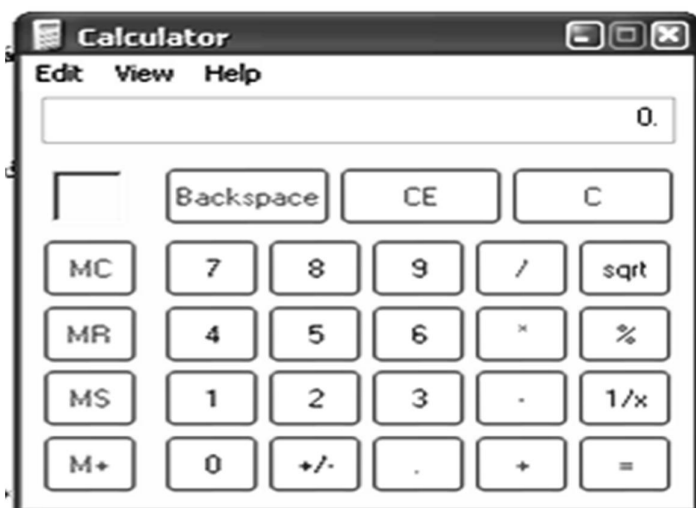 Calculator
Edit View Help
0.
Backspace CE C
MC 7 8 9 / sqrt
MR 4 5 6 * %
MS 1 2 3 - 1/x
M+ 0 +/- . + =